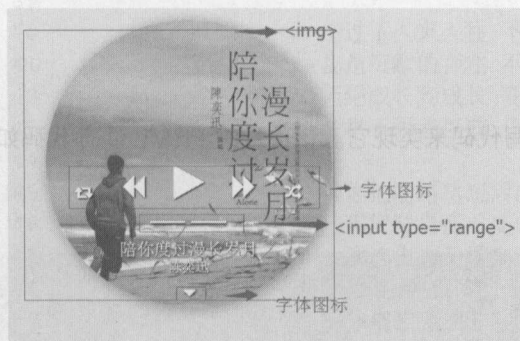 <img>
陪你度过
漫长岁月
陳奕迅
字体图标
<input type="range">
陪你度过漫长岁月
陈奕迅
字体图标